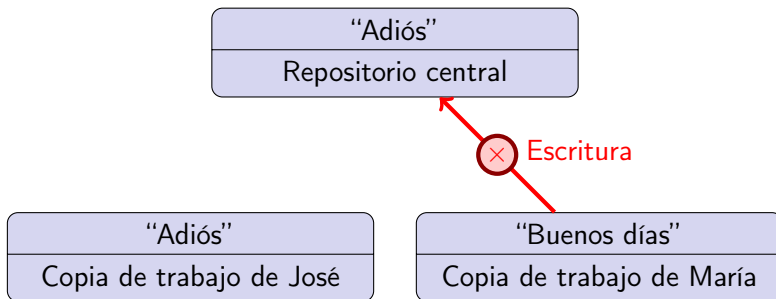 “Adiós”
Repositorio central
× Escritura
“Adiós”
Copia de trabajo de José
“Buenos días”
Copia de trabajo de María